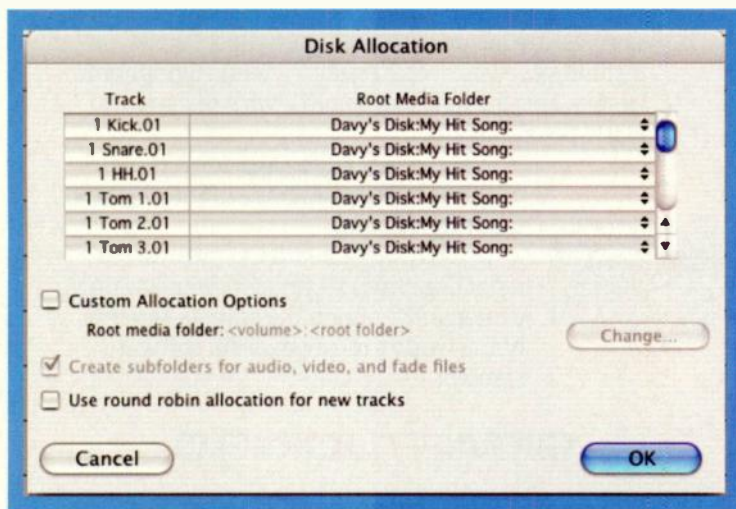 Disk Allocation
Track Root Media Folder
1 Kick.01 Davy's Disk:My Hit Song:
1 Snare.01 Davy's Disk:My Hit Song:
1 HH.01 Davy's Disk:My Hit Song:
1 Tom 1.01 Davy's Disk:My Hit Song:
1 Tom 2.01 Davy's Disk:My Hit Song:
1 Tom 3.01 Davy's Disk:My Hit Song:
Custom Allocation Options
Root media folder: <volume>:<root folder>
Change...
Create subfolders for audio, video, and fade files
Use round robin allocation for new tracks
Cancel OK